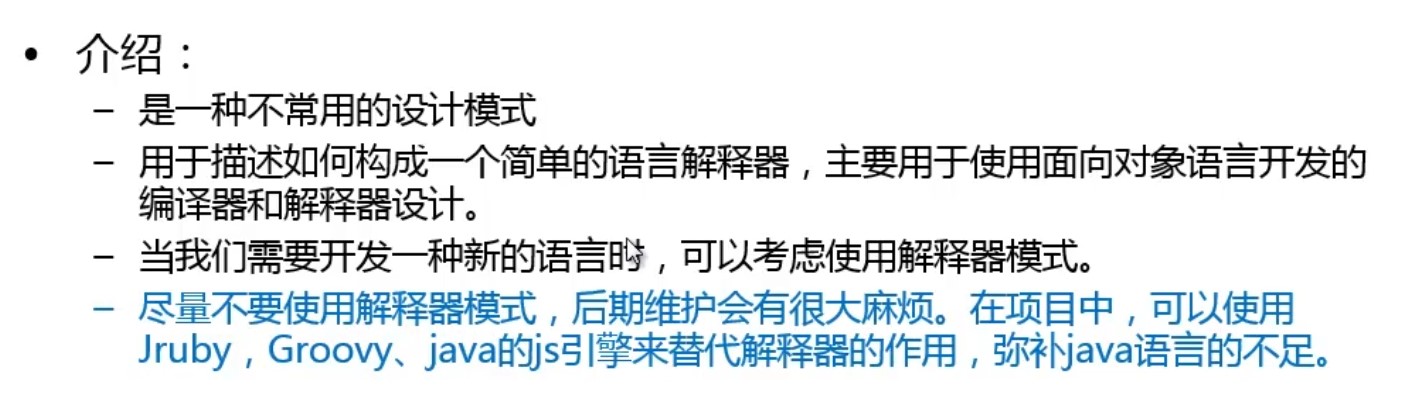 • 介绍：
– 是一种不常用的设计模式
– 用于描述如何构成一个简单的语言解释器，主要用于使用面向对象语言开发的
编译器和解释器设计。
– 当我们需要开发一种新的语言时，可以考虑使用解释器模式。
– 尽量不要使用解释器模式，后期维护会有很大麻烦。在项目中，可以使用
Jruby，Groovy、java的js引擎来替代解释器的作用，弥补java语言的不足。